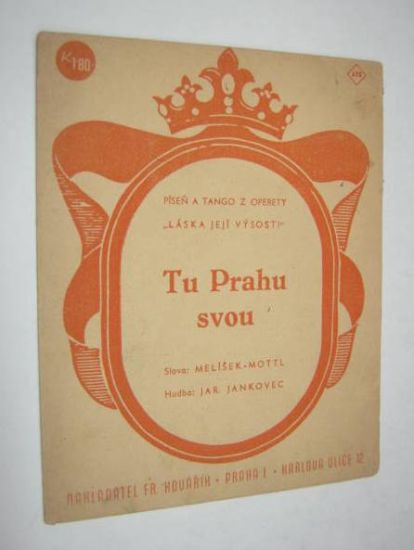 K 1·80
PÍSEŇ A TANGO Z OPERETY
„LÁSKA JEJÍ VÝSOSTI"
Tu Prahu
svou
Slova: MELÍŠEK-MOTTL
Hudba: JAR. JANKOVEC
NAKLADATEL FR. KOVAŘÍK · PRAHA I. · KARLOVA ULICE 12